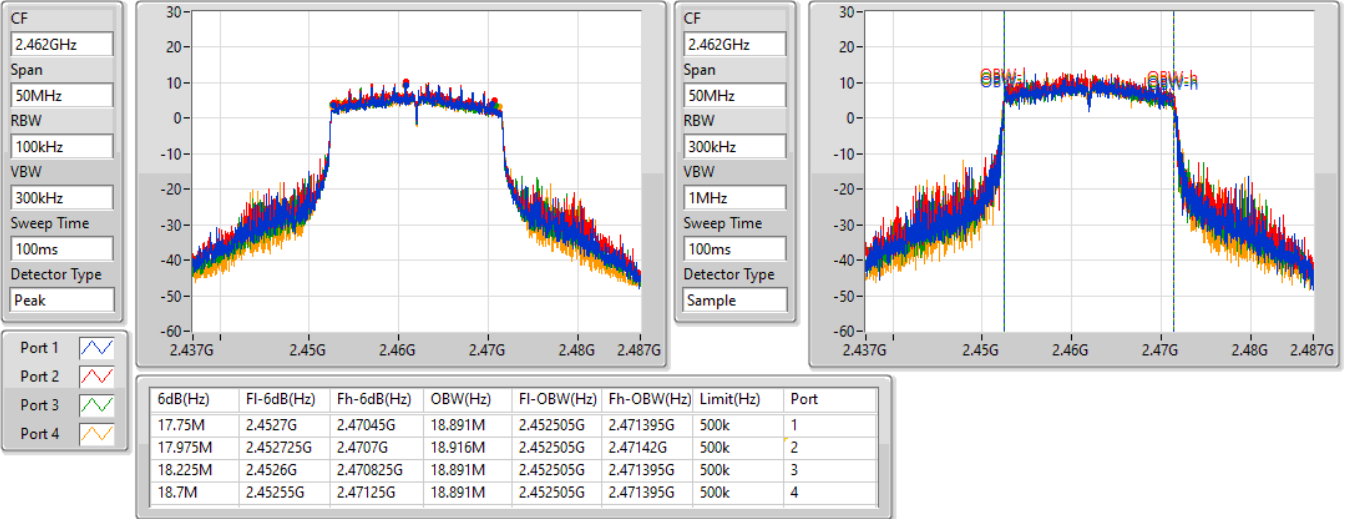 CF
2.462GHz
Span
50MHz
RBW
100kHz
VBW
300kHz
Sweep Time
100ms
Detector Type
Peak
30
20
10
0
-10
-20
-30
-40
-50
-60
2.437G 2.45G 2.46G 2.47G 2.48G 2.487G
CF
2.462GHz
Span
50MHz
RBW
300kHz
VBW
1MHz
Sweep Time
100ms
Detector Type
Sample
30
20
10
0
-10
-20
-30
-40
-50
-60
OBW-l OBW-h
2.437G 2.45G 2.46G 2.47G 2.48G 2.487G
Port 1
Port 2
Port 3
Port 4
6dB(Hz) Fl-6dB(Hz) Fh-6dB(Hz) OBW(Hz) Fl-OBW(Hz) Fh-OBW(Hz) Limit(Hz) Port
17.75M 2.4527G 2.47045G 18.891M 2.452505G 2.471395G 500k 1
17.975M 2.452725G 2.4707G 18.916M 2.452505G 2.47142G 500k 2
18.225M 2.4526G 2.470825G 18.891M 2.452505G 2.471395G 500k 3
18.7M 2.45255G 2.47125G 18.891M 2.452505G 2.471395G 500k 4